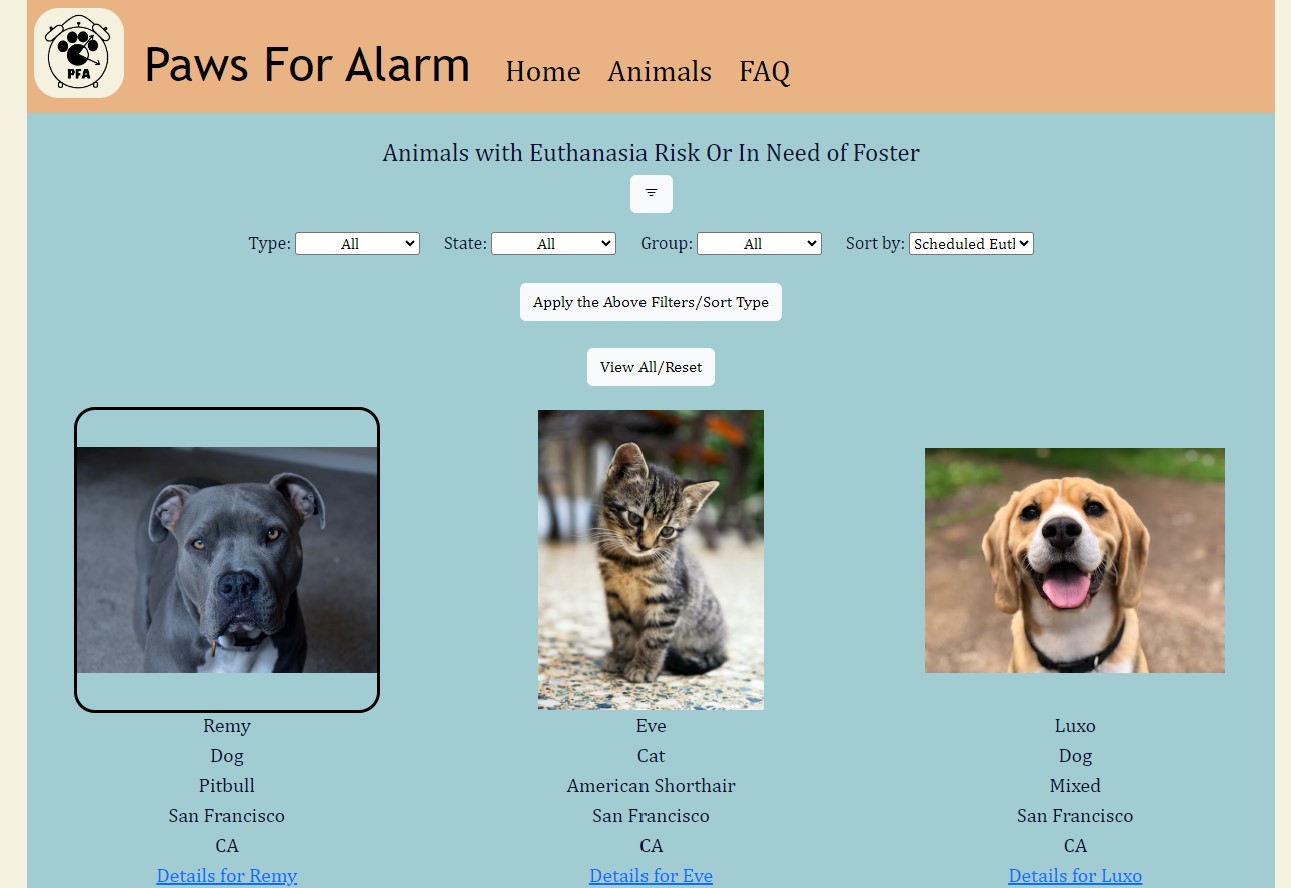 PFA
Paws For Alarm Home Animals FAQ
Animals with Euthanasia Risk Or In Need of Foster
Type: All State: All Group: All Sort by: Scheduled Eutl
Apply the Above Filters/Sort Type
View All/Reset
Remy Eve Luxo
Dog Cat Dog
Pitbull American Shorthair Mixed
San Francisco San Francisco San Francisco
CA CA CA
Details for Remy Details for Eve Details for Luxo